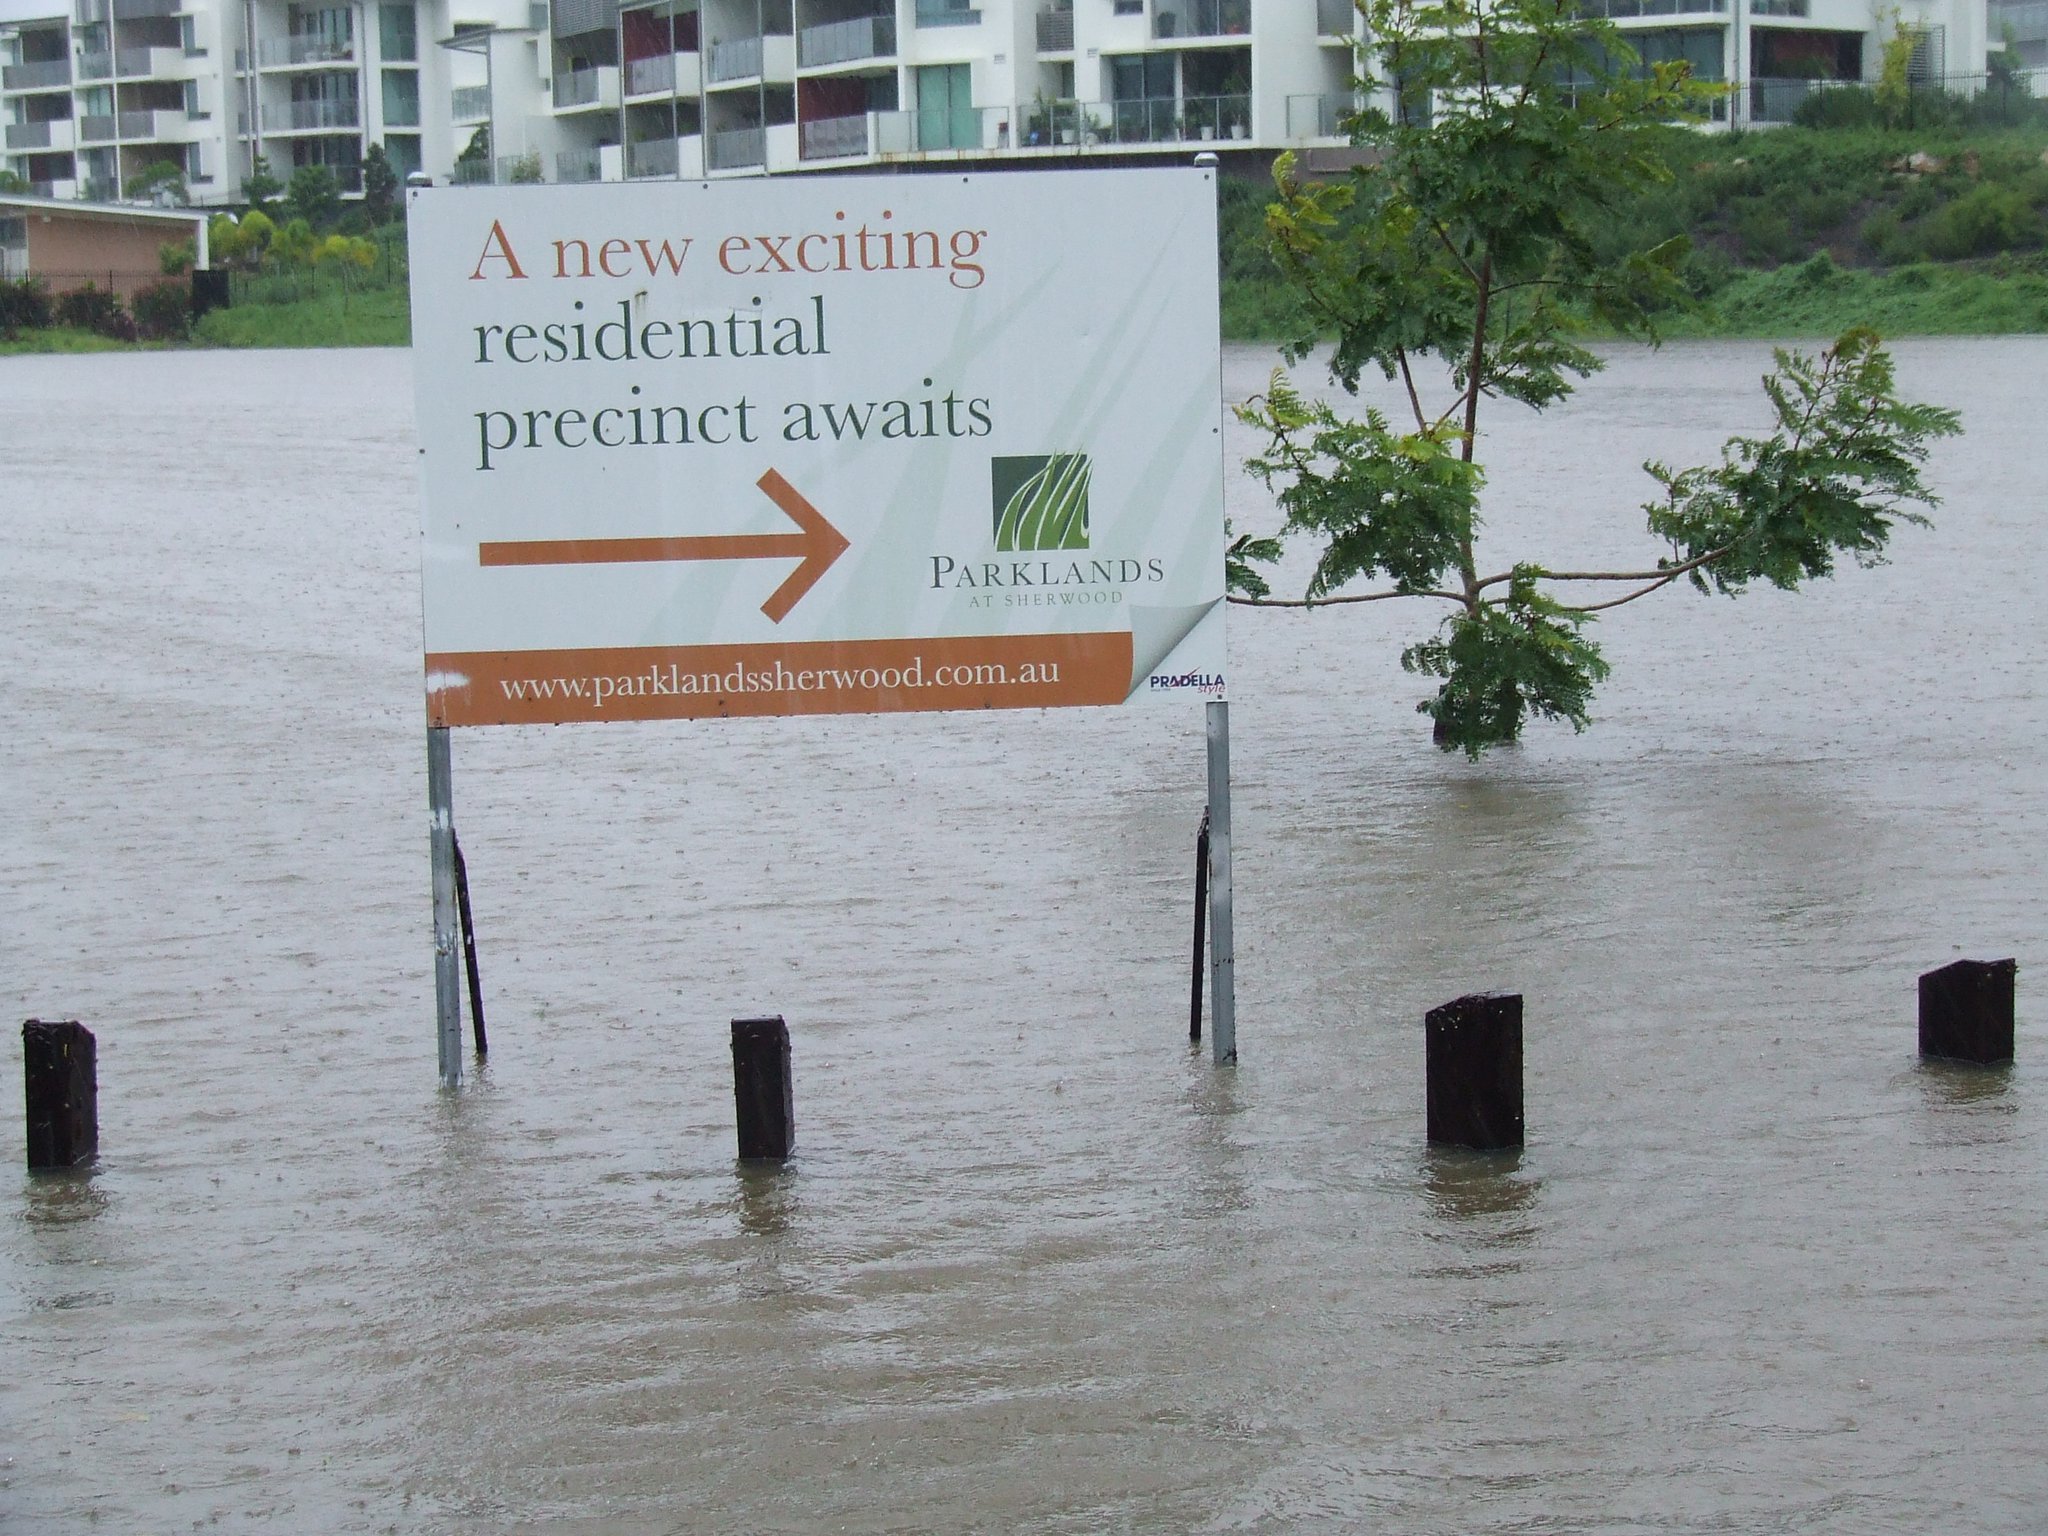 A new exciting
residential
precinct awaits
PARKLANDS
AT SHERWOOD
www.parklandssherwood.com.au
PRADELLA
style